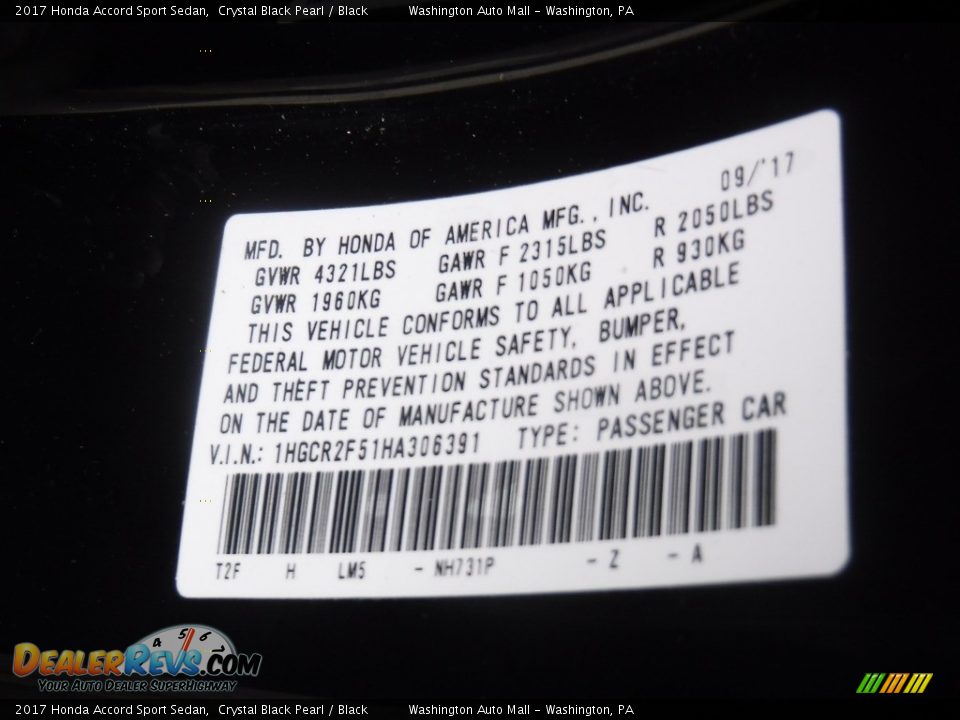 2017 Honda Accord Sport Sedan, Crystal Black Pearl / Black Washington Auto Mall - Washington, PA
09/'17
MFD. BY HONDA OF AMERICA MFG., INC.
GVWR 4321LBS GAWR F 2315LBS R 2050LBS
GVWR 1960KG GAWR F 1050KG R 930KG
THIS VEHICLE CONFORMS TO ALL APPLICABLE
FEDERAL MOTOR VEHICLE SAFETY, BUMPER,
AND THEFT PREVENTION STANDARDS IN EFFECT
ON THE DATE OF MANUFACTURE SHOWN ABOVE.
V.I.N.: 1HGCR2F51HA306391 TYPE: PASSENGER CAR
T2F H LM5 - NH731P - Z - A
4 5 6
DealerRevs.com
Your Auto Dealer SuperHighway
2017 Honda Accord Sport Sedan, Crystal Black Pearl / Black Washington Auto Mall - Washington, PA